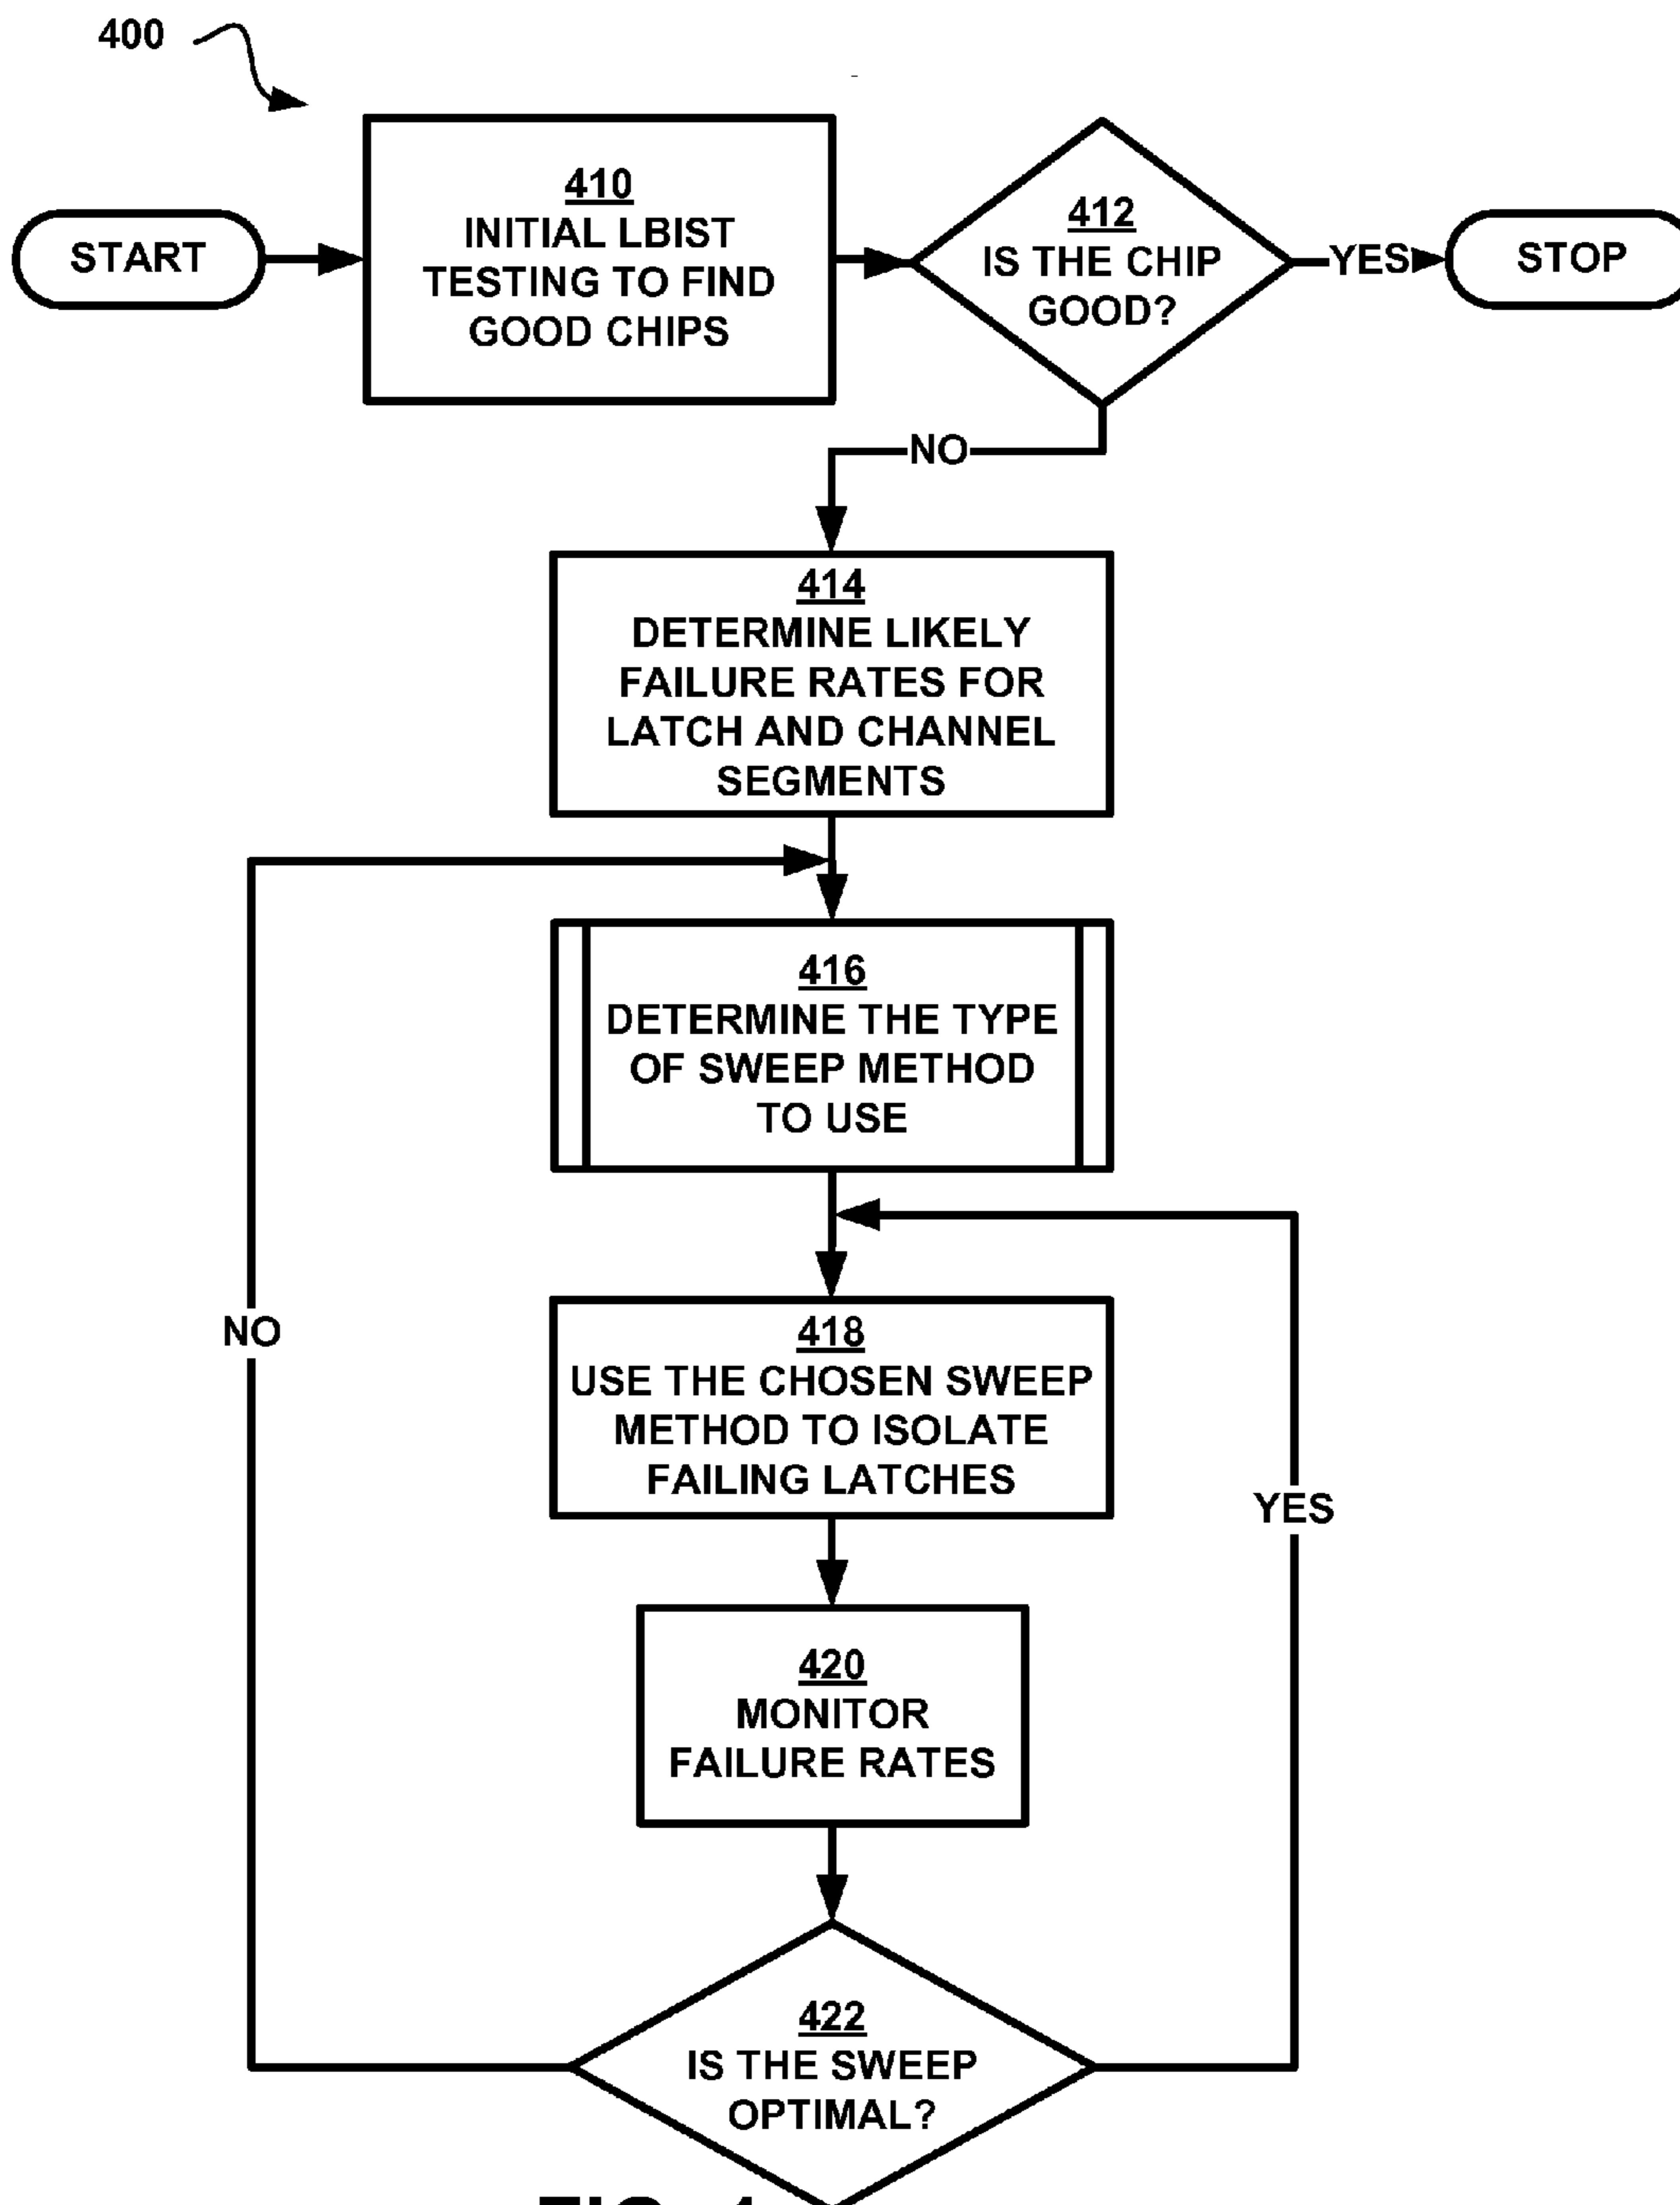 400
START
410
INITIAL LBIST
TESTING TO FIND
GOOD CHIPS
412
IS THE CHIP
GOOD?
YES
STOP
NO
414
DETERMINE LIKELY
FAILURE RATES FOR
LATCH AND CHANNEL
SEGMENTS
416
DETERMINE THE TYPE
OF SWEEP METHOD
TO USE
NO
418
USE THE CHOSEN SWEEP
METHOD TO ISOLATE
FAILING LATCHES
YES
420
MONITOR
FAILURE RATES
422
IS THE SWEEP
OPTIMAL?